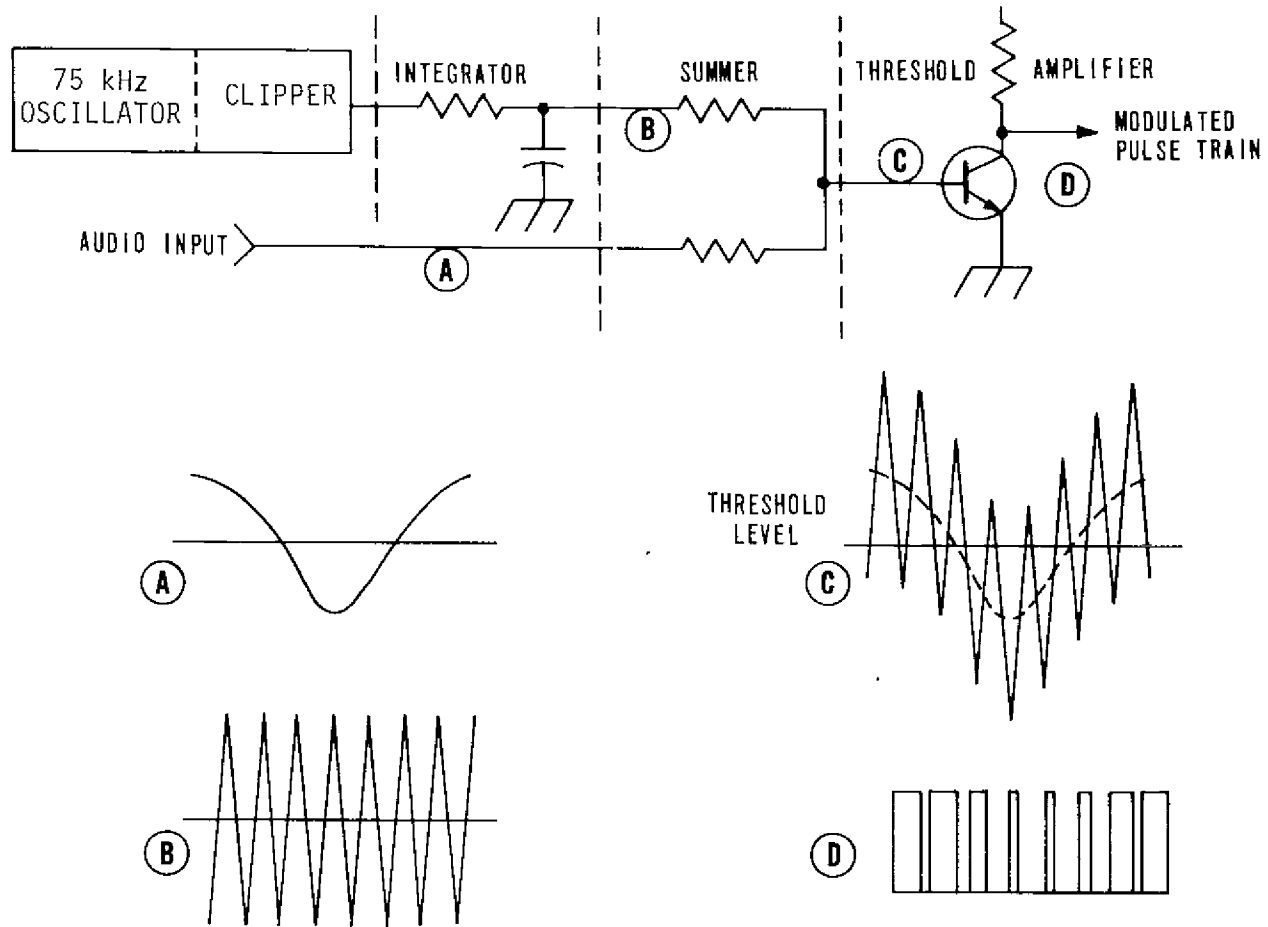 75 kHz
OSCILLATOR
CLIPPER
INTEGRATOR
SUMMER
THRESHOLD
AMPLIFIER
B
C
D
MODULATED
PULSE TRAIN
AUDIO INPUT
A
A
THRESHOLD
LEVEL
C
B
D